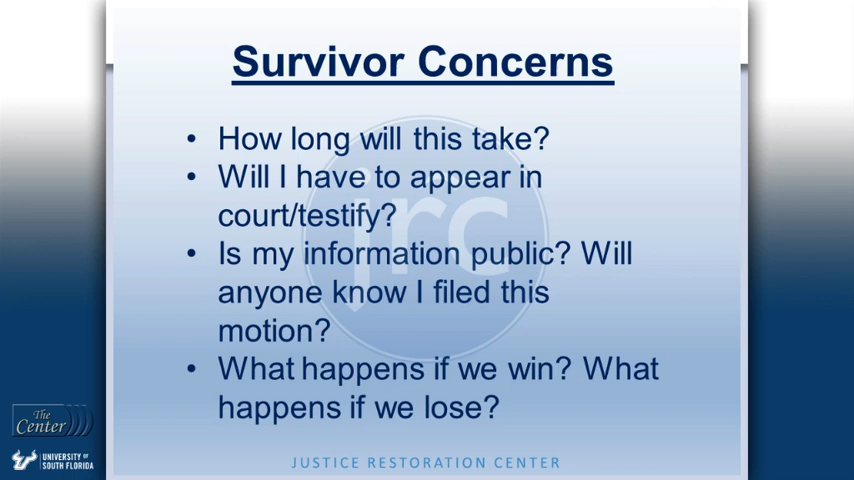 Survivor Concerns
• How long will this take?
• Will I have to appear in
court/testify?
• Is my information public? Will
anyone know I filed this
motion?
• What happens if we win? What
happens if we lose?
jrc
The
Center
UNIVERSITY OF
SOUTH FLORIDA
JUSTICE RESTORATION CENTER